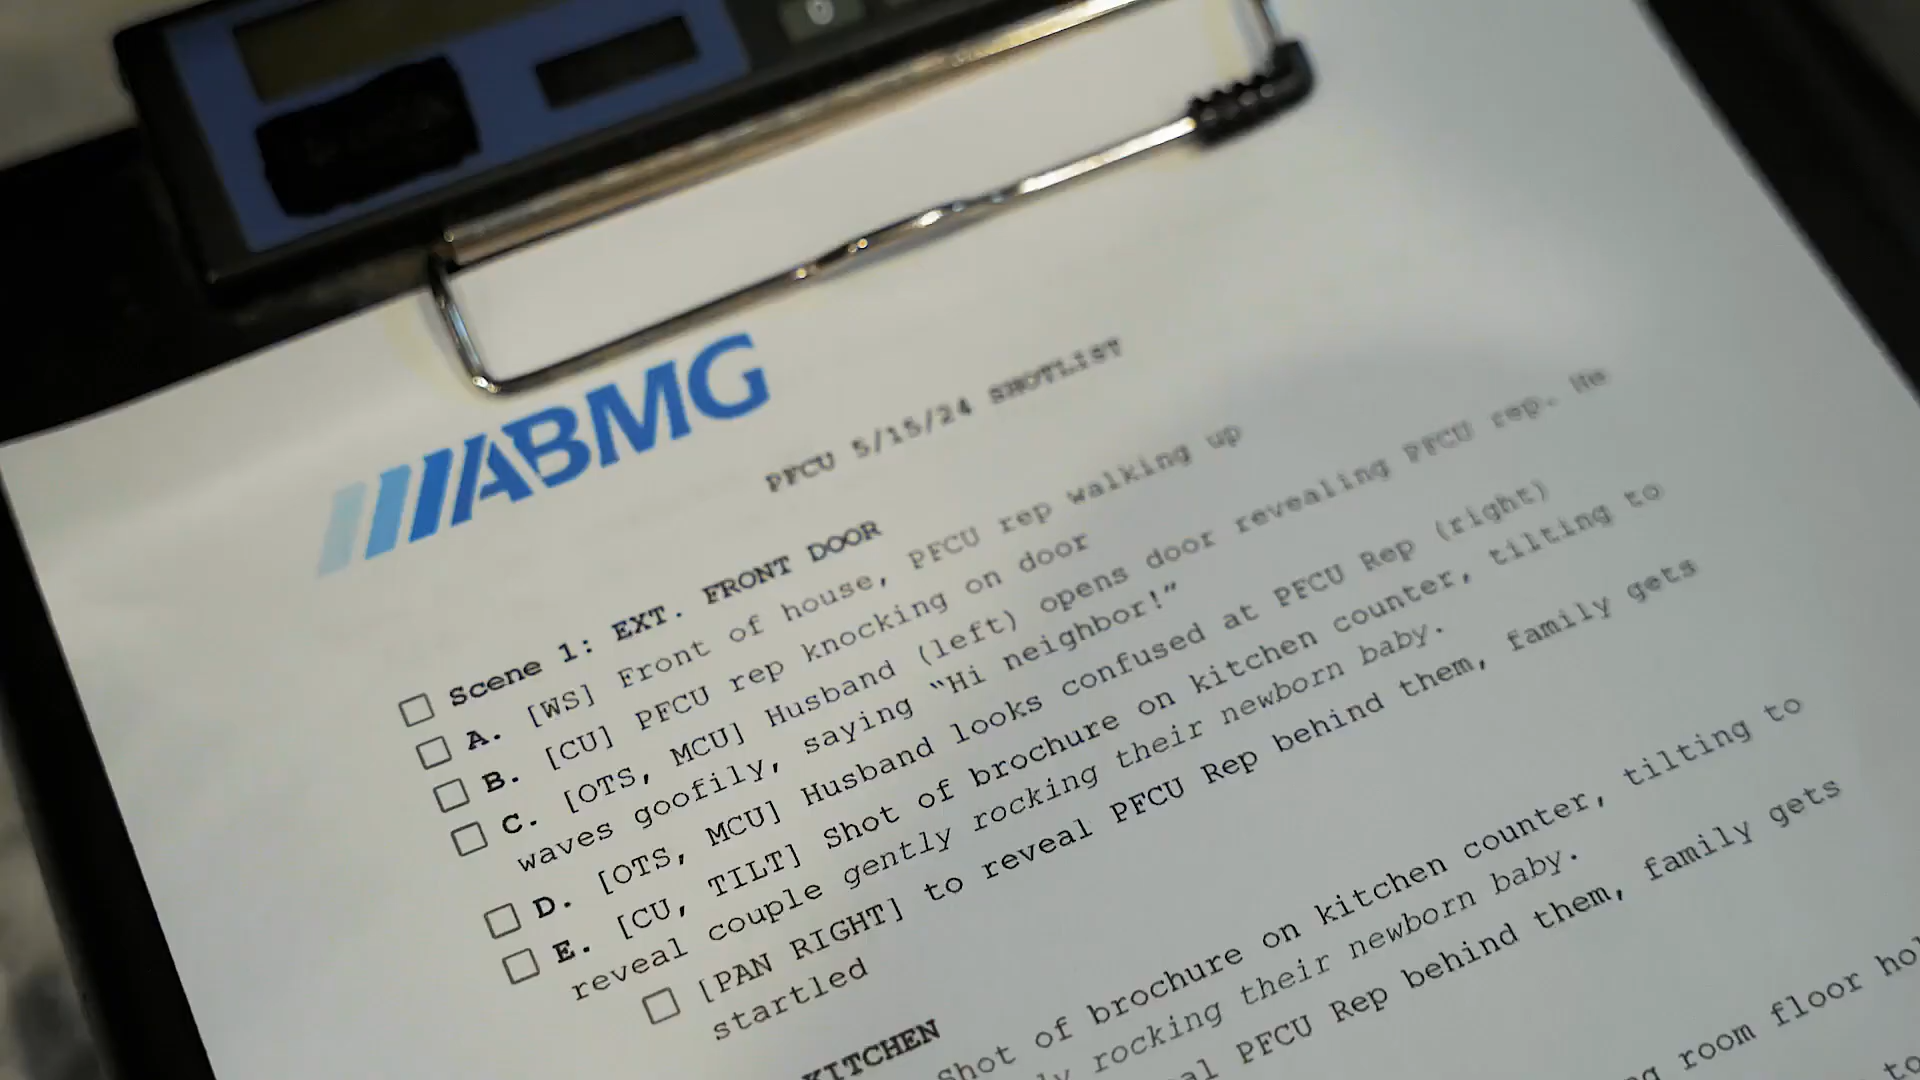 ABMG
PFCU 5/15/24 SHOTLIST
Scene 1: EXT. FRONT DOOR
A. [WS] Front of house, PFCU rep walking up
B. [CU] PFCU rep knocking on door
C. [OTS, MCU] Husband (left) opens door revealing PFCU rep. He
waves goofily, saying “Hi neighbor!”
D. [OTS, MCU] Husband looks confused at PFCU Rep (right)
E. [CU, TILT] Shot of brochure on kitchen counter, tilting to
reveal couple gently rocking their newborn baby.
[PAN RIGHT] to reveal PFCU Rep behind them, family gets
startled
KITCHEN
Shot of brochure on kitchen counter, tilting to
rocking their newborn baby.
PFCU Rep behind them, family gets
room floor
to